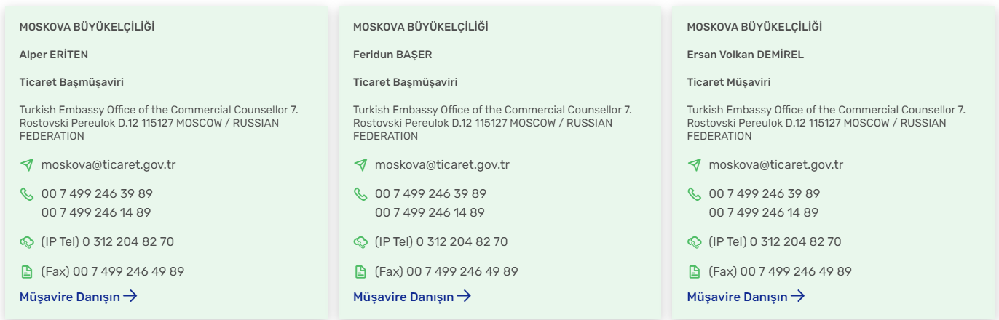 MOSKOVA BÜYÜKELÇİLİĞİ
Alper ERİTEN
Ticaret Başmüşaviri
Turkish Embassy Office of the Commercial Counsellor 7.
Rostovski Pereulok D.12 115127 MOSCOW / RUSSIAN
FEDERATION
moskova@ticaret.gov.tr
00 7 499 246 39 89
00 7 499 246 14 89
(IP Tel) 0 312 204 82 70
(Fax) 00 7 499 246 49 89
Müşavire Danışın
MOSKOVA BÜYÜKELÇİLİĞİ
Feridun BAŞER
Ticaret Başmüşaviri
Turkish Embassy Office of the Commercial Counsellor 7.
Rostovski Pereulok D.12 115127 MOSCOW / RUSSIAN
FEDERATION
moskova@ticaret.gov.tr
00 7 499 246 39 89
00 7 499 246 14 89
(IP Tel) 0 312 204 82 70
(Fax) 00 7 499 246 49 89
Müşavire Danışın
MOSKOVA BÜYÜKELÇİLİĞİ
Ersan Volkan DEMİREL
Ticaret Müşaviri
Turkish Embassy Office of the Commercial Counsellor 7.
Rostovski Pereulok D.12 115127 MOSCOW / RUSSIAN
FEDERATION
moskova@ticaret.gov.tr
00 7 499 246 39 89
00 7 499 246 14 89
(IP Tel) 0 312 204 82 70
(Fax) 00 7 499 246 49 89
Müşavire Danışın